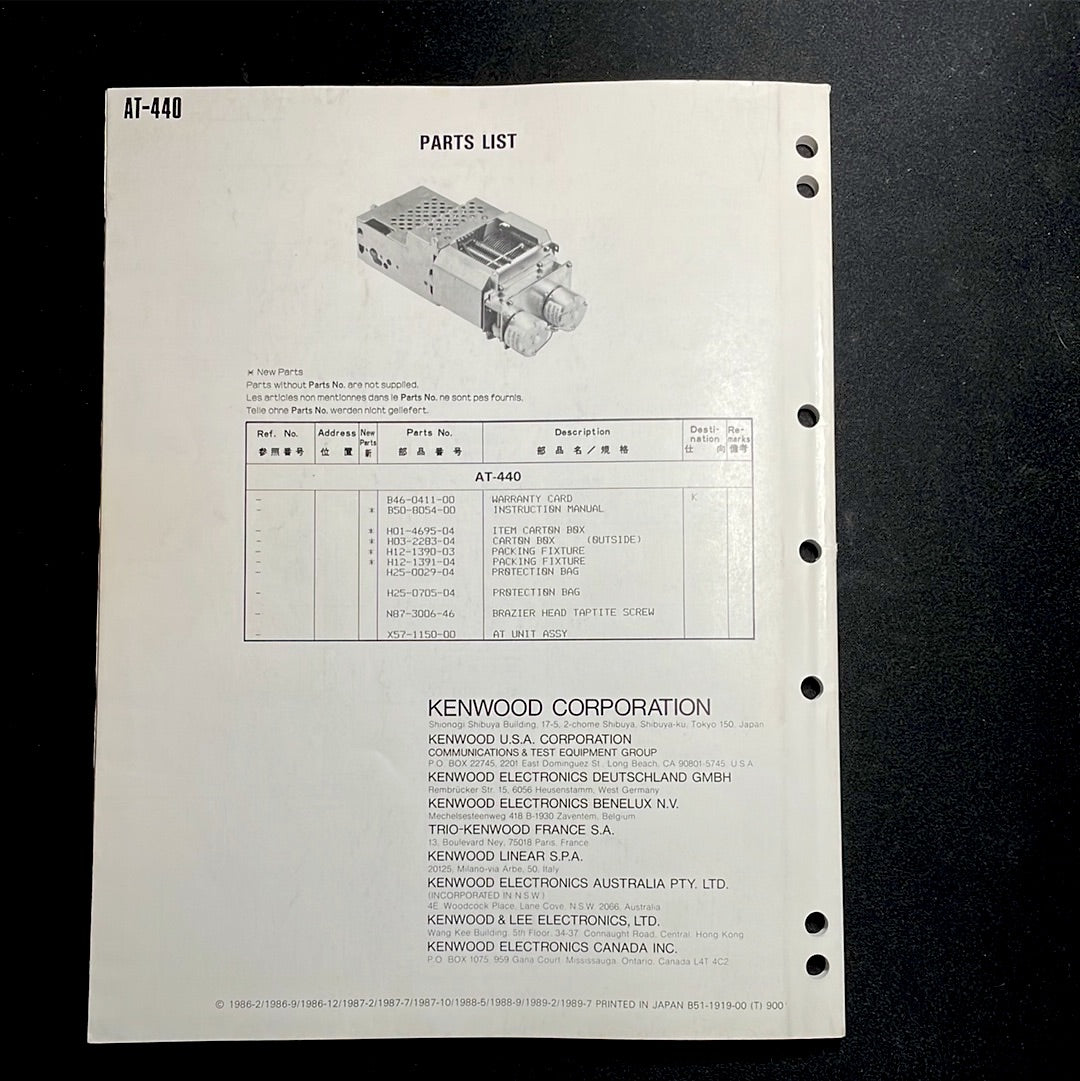 AT-440
PARTS LIST
* New Parts
Parts without Parts No. are not supplied.
Les articles non mentionnes dans le Parts No. ne sont pas fournis.
Teile ohne Parts No. werden nicht geliefert.
Ref. No. Address New Parts Parts No. Description Desti-nation Re-marks
参照番号 位置 新 部品番号 部品名/規格 仕向 備考
AT-440
- B46-0411-00 WARRANTY CARD K
- * B50-8054-00 INSTRUCTION MANUAL
- * H01-4695-04 ITEM CARTON BOX
- * H03-2283-04 CARTON BOX (OUTSIDE)
- * H12-1390-03 PACKING FIXTURE
- * H12-1391-04 PACKING FIXTURE
- H25-0029-04 PROTECTION BAG
- H25-0705-04 PROTECTION BAG
- N87-3006-46 BRAZIER HEAD TAPTITE SCREW
- X57-1150-00 AT UNIT ASSY
KENWOOD CORPORATION
Shionogi Shibuya Building, 17-5, 2-chome Shibuya, Shibuya-ku, Tokyo 150, Japan
KENWOOD U.S.A. CORPORATION
COMMUNICATIONS & TEST EQUIPMENT GROUP
P.O. BOX 22745, 2201 East Dominguez St., Long Beach, CA 90801-5745, U.S.A.
KENWOOD ELECTRONICS DEUTSCHLAND GMBH
Rembrücker Str. 15, 6056 Heusenstamm, West Germany
KENWOOD ELECTRONICS BENELUX N.V.
Mechelsesteenweg 418 B-1930 Zaventem, Belgium
TRIO-KENWOOD FRANCE S.A.
13, Boulevard Ney, 75018 Paris, France
KENWOOD LINEAR S.P.A.
20125, Milano-via Arbe, 50, Italy
KENWOOD ELECTRONICS AUSTRALIA PTY. LTD.
(INCORPORATED IN N.S.W.)
4E, Woodcock Place, Lane Cove, N.S.W. 2066, Australia
KENWOOD & LEE ELECTRONICS, LTD.
Wang Kee Building, 5th Floor, 34-37, Connaught Road, Central, Hong Kong
KENWOOD ELECTRONICS CANADA INC.
P.O. BOX 1075, 959 Gana Court, Mississauga, Ontario, Canada L4T 4C2
© 1986-2/1986-9/1986-12/1987-2/1987-7/1987-10/1988-5/1988-9/1989-2/1989-7 PRINTED IN JAPAN B51-1919-00 (T) 900